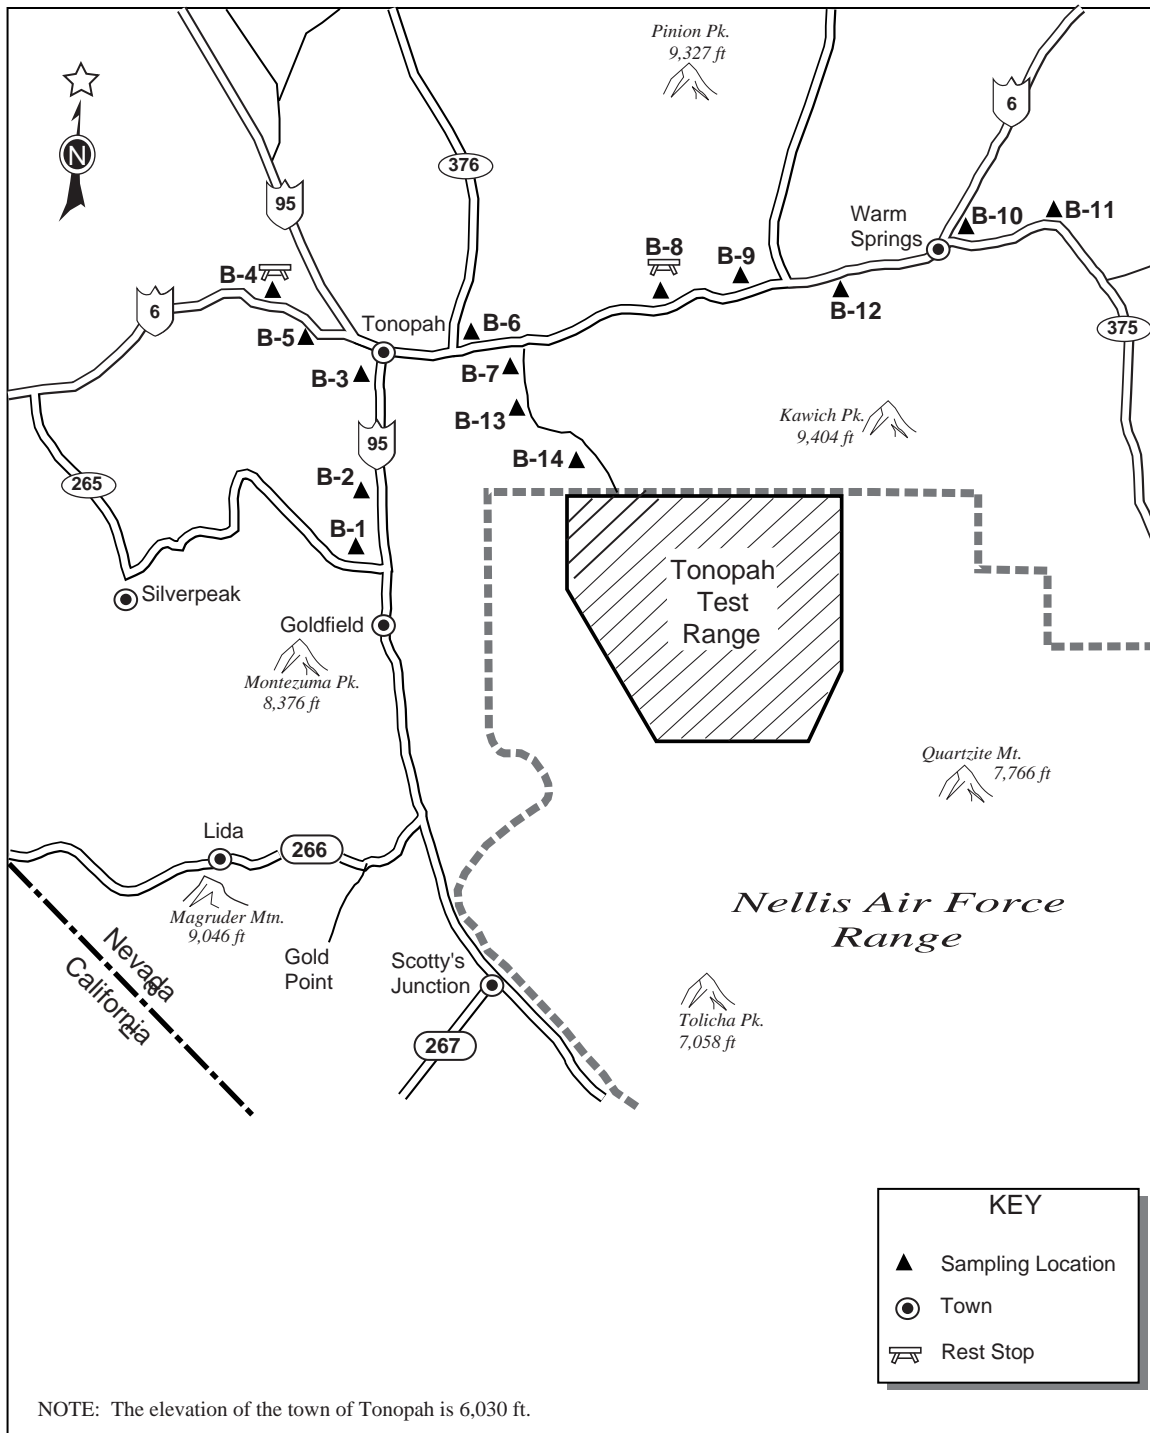 Pinion Pk.
9,327 ft
N
376
6
95
Warm
Springs
B-10
B-11
B-8
B-9
B-4
6
Tonopah
B-6
B-12
375
B-5
B-7
B-3
Kawich Pk.
9,404 ft
B-13
95
B-14
265
B-2
B-1
Tonopah
Test
Range
Silverpeak
Goldfield
Montezuma Pk.
8,376 ft
Quartzite Mt.
7,766 ft
Lida
266
Magruder Mtn.
9,046 ft
Nellis Air Force
Range
Nevada
California
Gold
Point
Scotty's
Junction
Tolicha Pk.
7,058 ft
267
KEY
Sampling Location
Town
Rest Stop
NOTE: The elevation of the town of Tonopah is 6,030 ft.